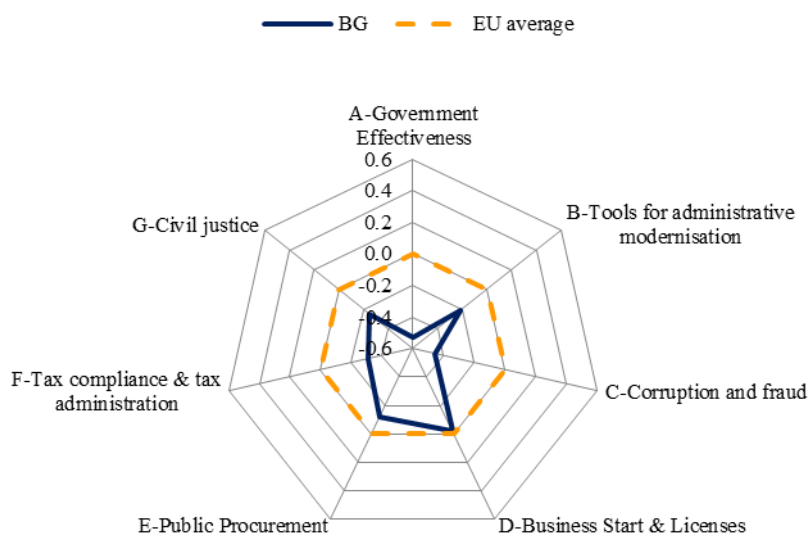 BG
EU average
A-Government
Effectiveness
0.6
0.4
0.2
0.0
-0.2
-0.4
-0.6
B-Tools for administrative
modernisation
C-Corruption and fraud
D-Business Start & Licenses
E-Public Procurement
F-Tax compliance & tax
administration
G-Civil justice